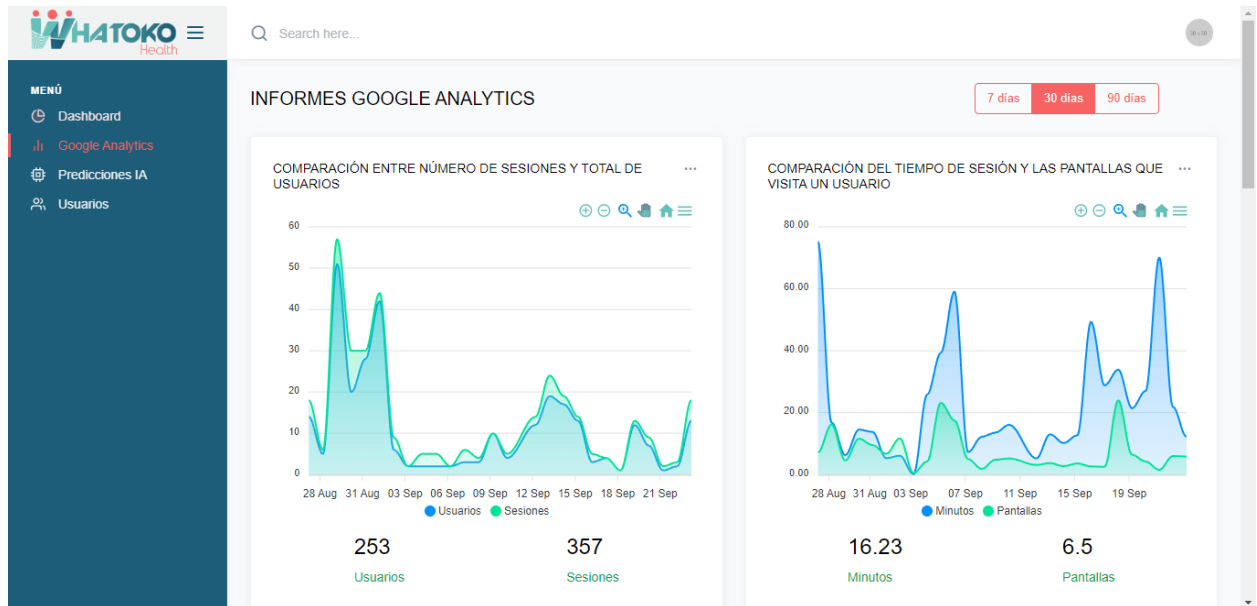 WHATOKO
Health
Search here...
MENÚ
Dashboard
Google Analytics
Predicciones IA
Usuarios
INFORMES GOOGLE ANALYTICS
7 días 30 días 90 días
COMPARACIÓN ENTRE NÚMERO DE SESIONES Y TOTAL DE
USUARIOS
60
50
40
30
20
10
0
28 Aug 31 Aug 03 Sep 06 Sep 09 Sep 12 Sep 15 Sep 18 Sep 21 Sep
Usuarios Sesiones
253 357
Usuarios Sesiones
COMPARACIÓN DEL TIEMPO DE SESIÓN Y LAS PANTALLAS QUE
VISITA UN USUARIO
80.00
60.00
40.00
20.00
0.00
28 Aug 31 Aug 03 Sep 07 Sep 11 Sep 15 Sep 19 Sep
Minutos Pantallas
16.23 6.5
Minutos Pantallas